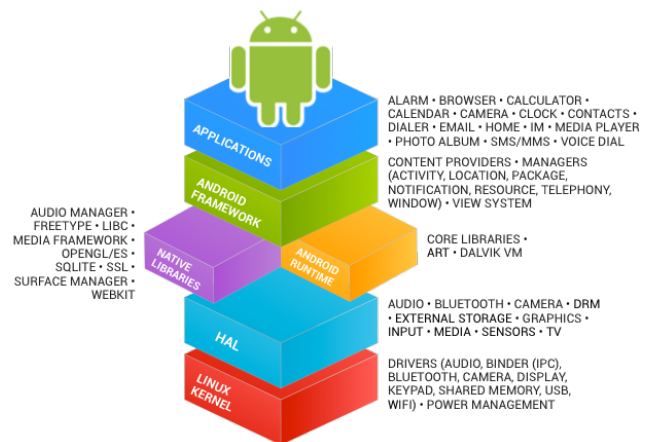 APPLICATIONS
ALARM • BROWSER • CALCULATOR •
CALENDAR • CAMERA • CLOCK • CONTACTS •
DIALER • EMAIL • HOME • IM • MEDIA PLAYER
• PHOTO ALBUM • SMS/MMS • VOICE DIAL
ANDROID
FRAMEWORK
CONTENT PROVIDERS • MANAGERS
(ACTIVITY, LOCATION, PACKAGE,
NOTIFICATION, RESOURCE, TELEPHONY,
WINDOW) • VIEW SYSTEM
AUDIO MANAGER •
FREETYPE • LIBC •
MEDIA FRAMEWORK •
OPENGL/ES •
SQLITE • SSL •
SURFACE MANAGER •
WEBKIT
NATIVE
LIBRARIES
ANDROID
RUNTIME
CORE LIBRARIES •
ART • DALVIK VM
HAL
AUDIO • BLUETOOTH • CAMERA • DRM
• EXTERNAL STORAGE • GRAPHICS •
INPUT • MEDIA • SENSORS • TV
LINUX
KERNEL
DRIVERS (AUDIO, BINDER (IPC),
BLUETOOTH, CAMERA, DISPLAY,
KEYPAD, SHARED MEMORY, USB,
WIFI) • POWER MANAGEMENT